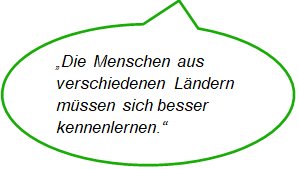 „Die Menschen aus
verschiedenen Ländern
müssen sich besser
kennenlernen.“